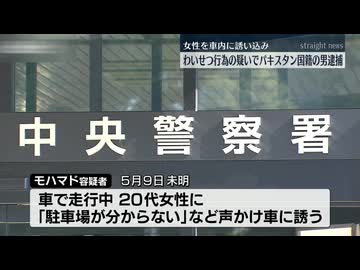 女性を車内に誘い込み
straight news
わいせつ行為の疑いでパキスタン国籍の男逮捕
中央警察署
モハマド容疑者 5月9日 未明
車で走行中 20代女性に
「駐車場が分からない」など声かけ車に誘う